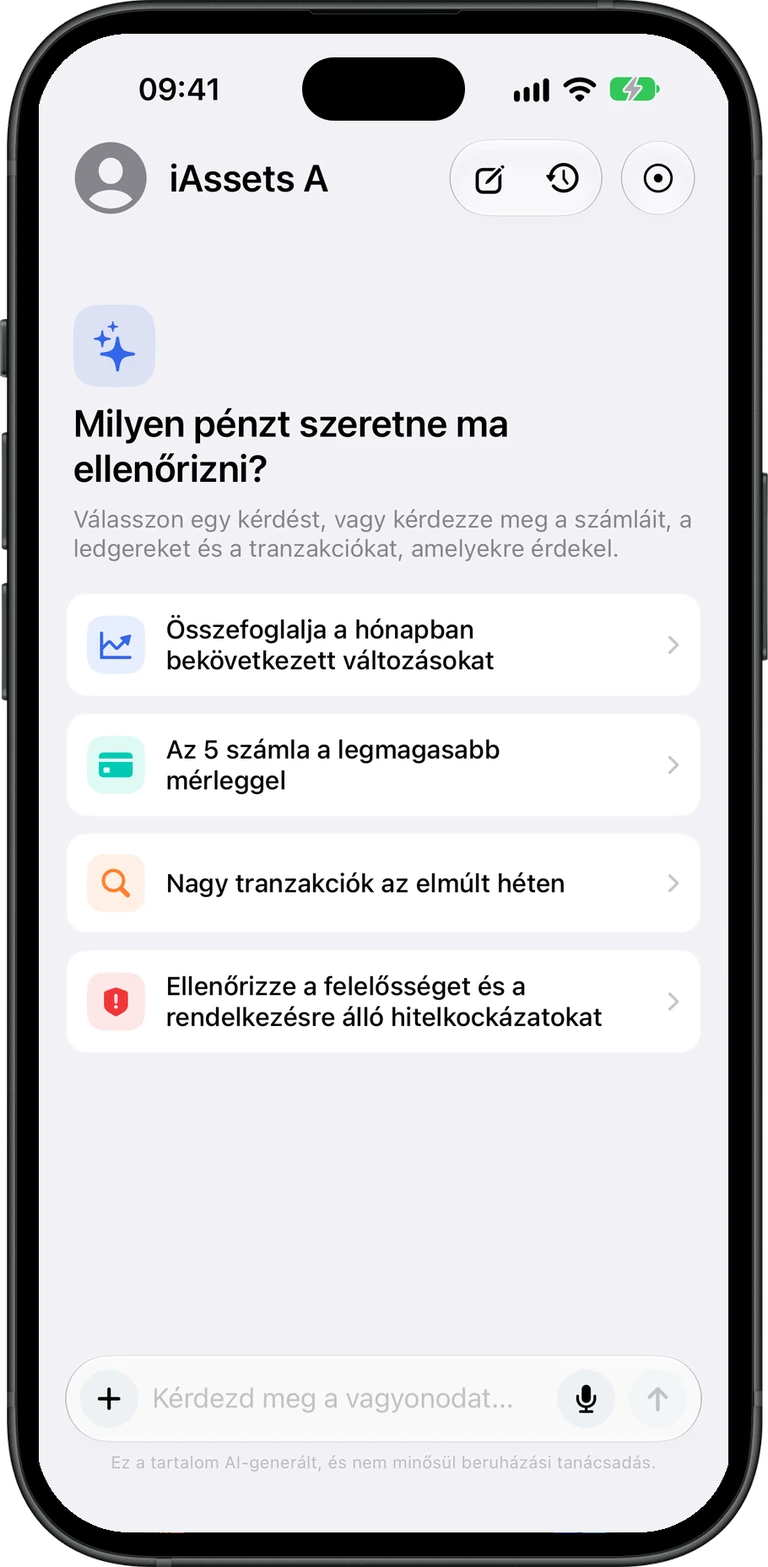 09:41
iAssets A
Milyen pénzt szeretne ma
ellenőrizni?
Válasszon egy kérdést, vagy kérdezze meg a számláit, a
ledgereket és a tranzakciókat, amelyekre érdekel.
Összefoglalja a hónapban
bekövetkezett változásokat
Az 5 számla a legmagasabb
mérleggel
Nagy tranzakciók az elmúlt héten
Ellenőrizze a felelősséget és a
rendelkezésre álló hitelkockázatokat
Kérdezd meg a vagyonodat...
Ez a tartalom AI-generált, és nem minősül beruházási tanácsadás.